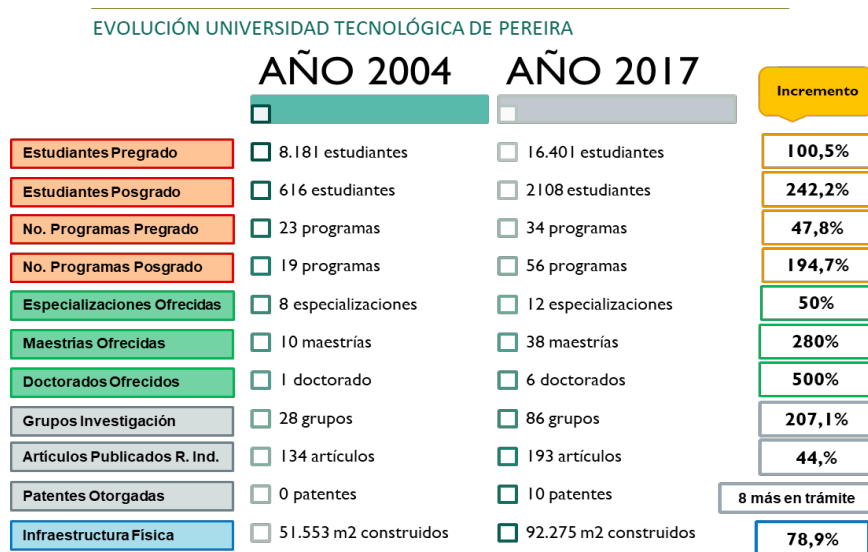 EVOLUCIÓN UNIVERSIDAD TECNOLÓGICA DE PEREIRA
AÑO 2004 AÑO 2017 Incremento
Estudiantes Pregrado 8.181 estudiantes 16.401 estudiantes 100,5%
Estudiantes Posgrado 616 estudiantes 2108 estudiantes 242,2%
No. Programas Pregrado 23 programas 34 programas 47,8%
No. Programas Posgrado 19 programas 56 programas 194,7%
Especializaciones Ofrecidas 8 especializaciones 12 especializaciones 50%
Maestrías Ofrecidas 10 maestrías 38 maestrías 280%
Doctorados Ofrecidos 1 doctorado 6 doctorados 500%
Grupos Investigación 28 grupos 86 grupos 207,1%
Artículos Publicados R. Ind. 134 artículos 193 artículos 44,%
Patentes Otorgadas 0 patentes 10 patentes 8 más en trámite
Infraestructura Física 51.553 m2 construidos 92.275 m2 construidos 78,9%